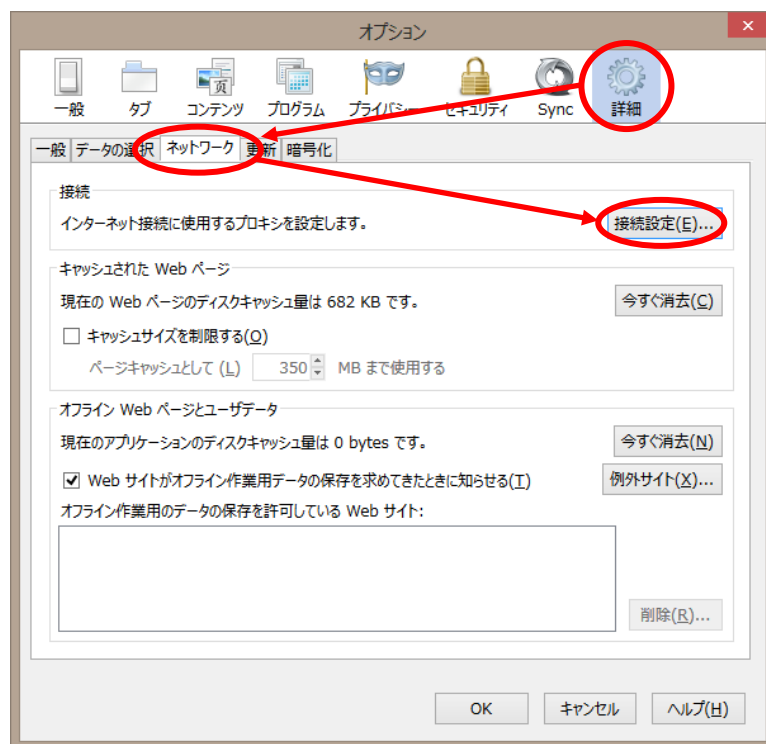 オプション
一般 タブ コンテンツ プログラム プライバシー セキュリティ Sync 詳細
一般 データの選択 ネットワーク 更新 暗号化
接続
インターネット接続に使用するプロキシを設定します。 接続設定(E)...
キャッシュされた Web ページ
現在の Web ページのディスクキャッシュ量は 682 KB です。 今すぐ消去(C)
キャッシュサイズを制限する(O)
ページキャッシュとして (L) 350 MB まで使用する
オフライン Web ページとユーザデータ
現在のアプリケーションのディスクキャッシュ量は 0 bytes です。 今すぐ消去(N)
Web サイトがオフライン作業用データの保存を求めてきたときに知らせる(T) 例外サイト(X)...
オフライン作業用のデータの保存を許可している Web サイト:
削除(R)...
OK キャンセル ヘルプ(H)